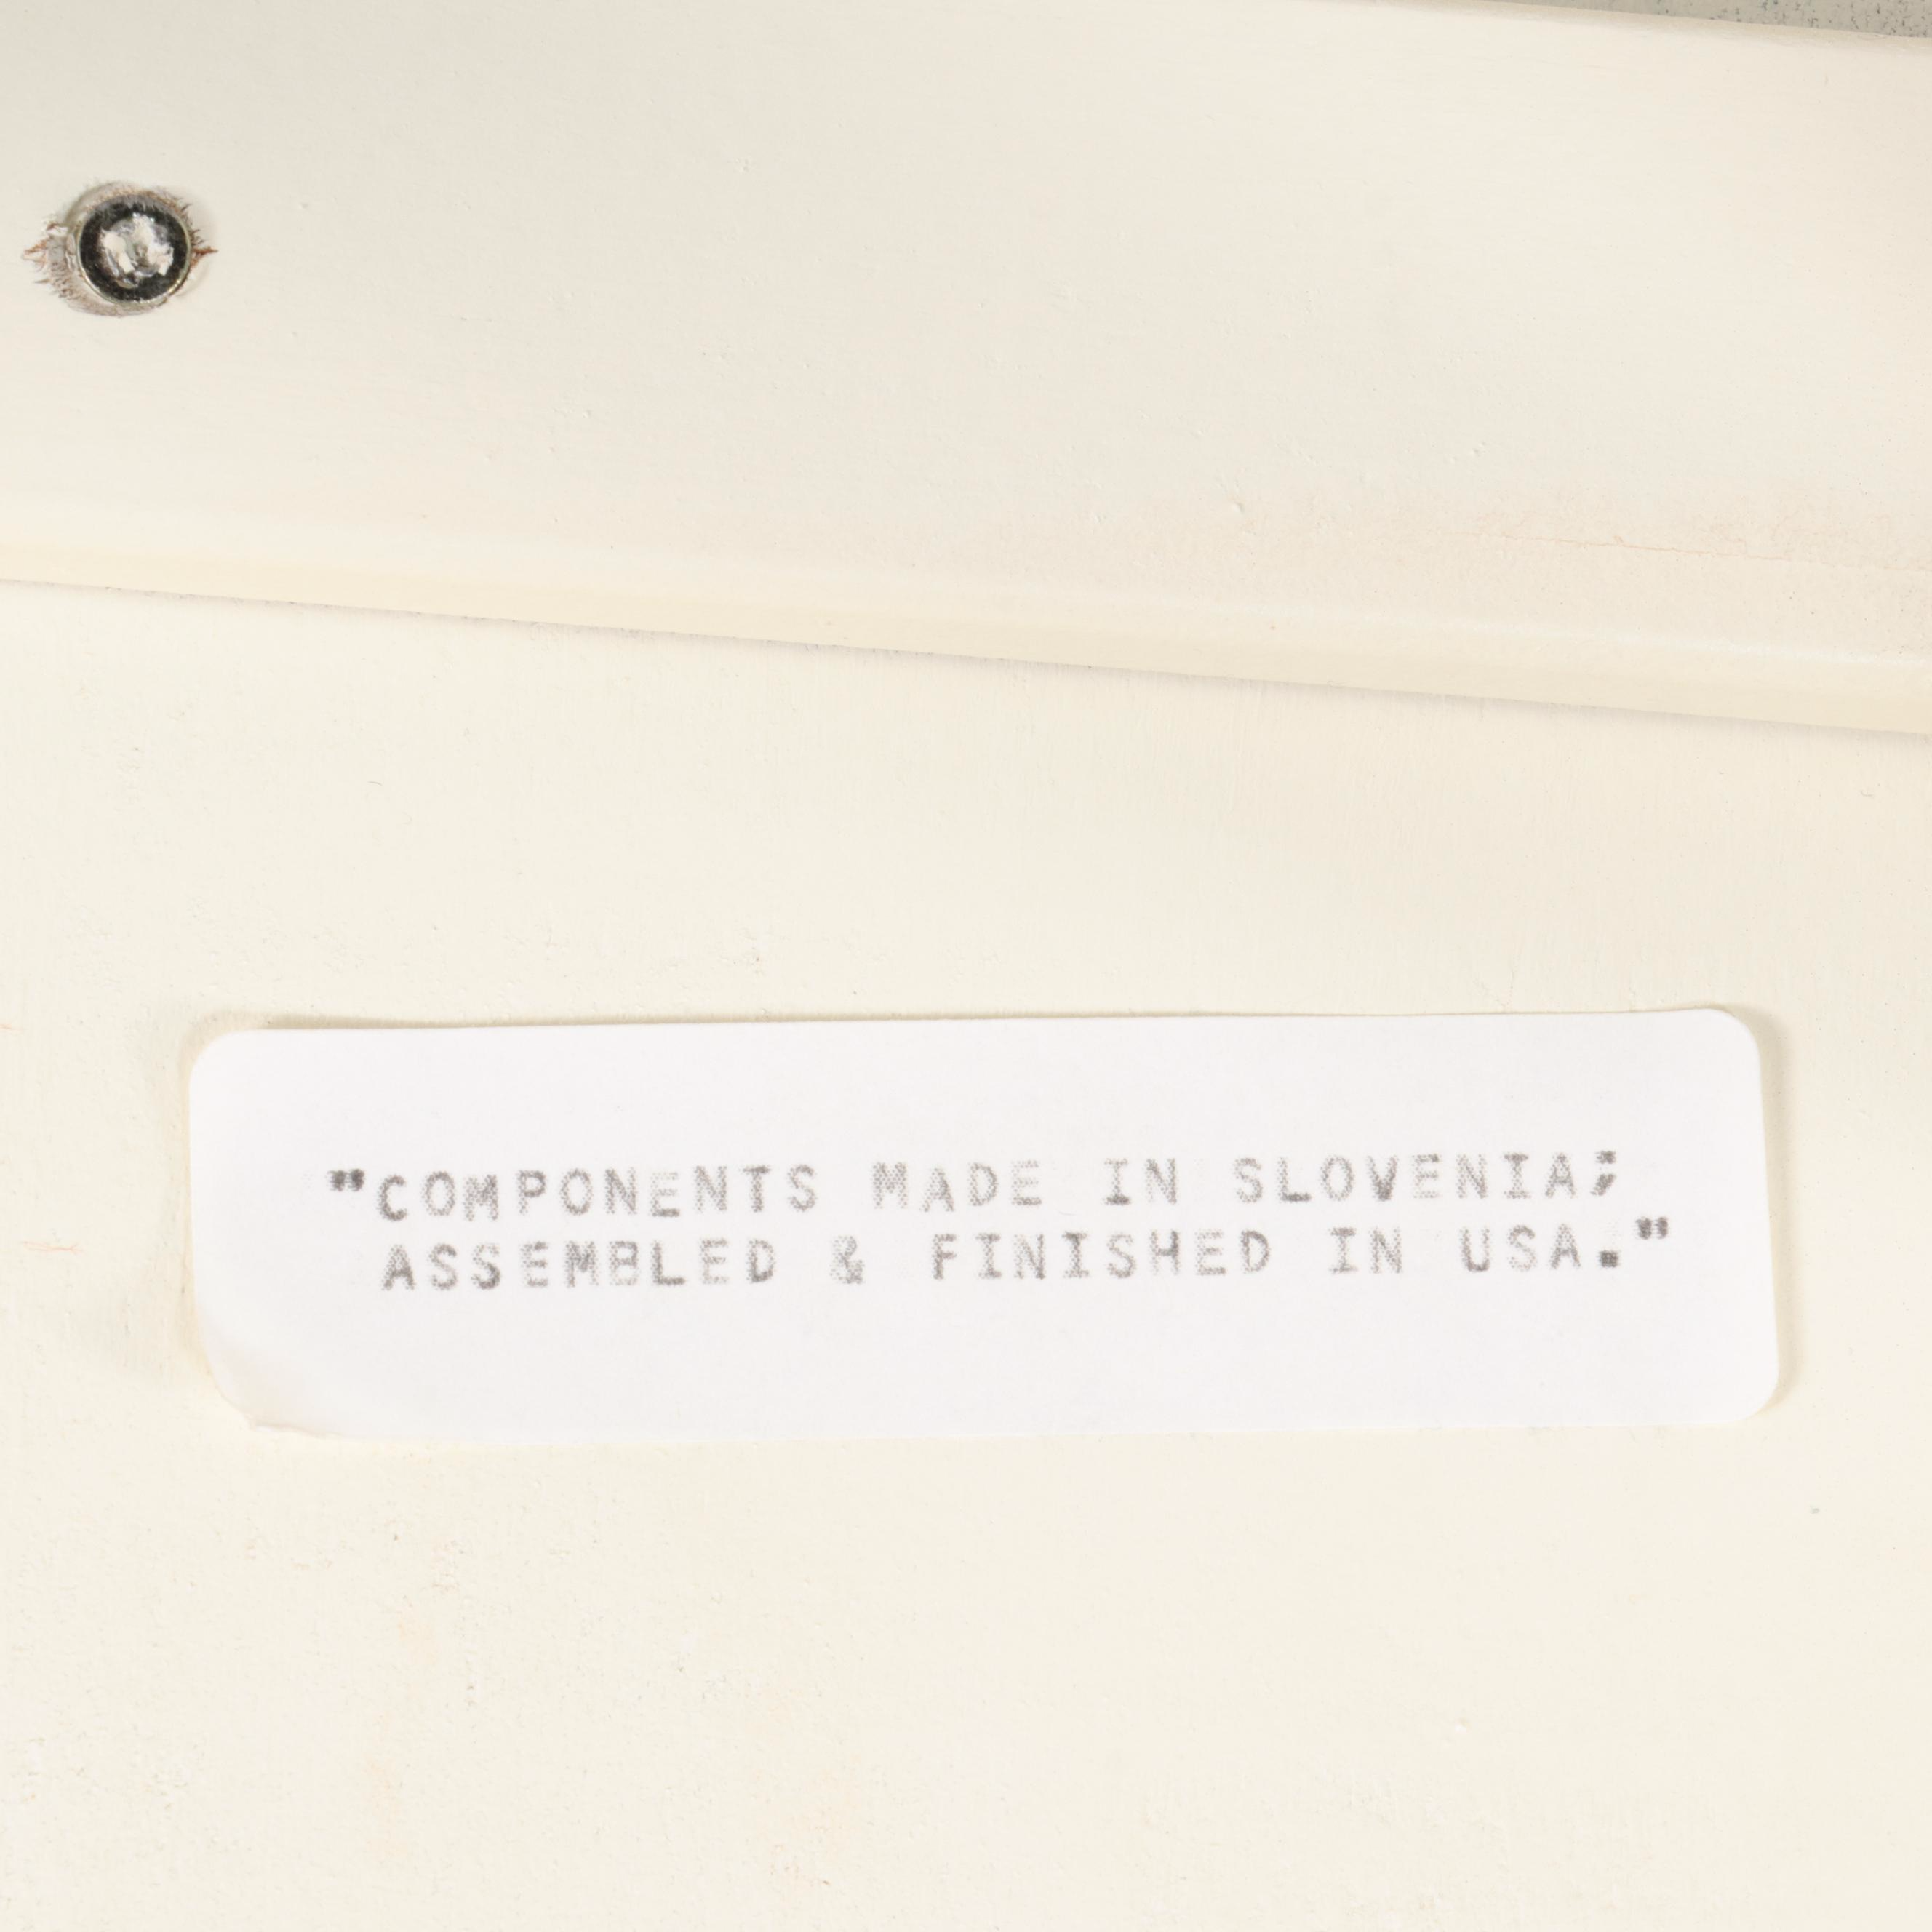 "COMPONENTS MADE IN SLOVENIA;
ASSEMBLED & FINISHED IN USA."